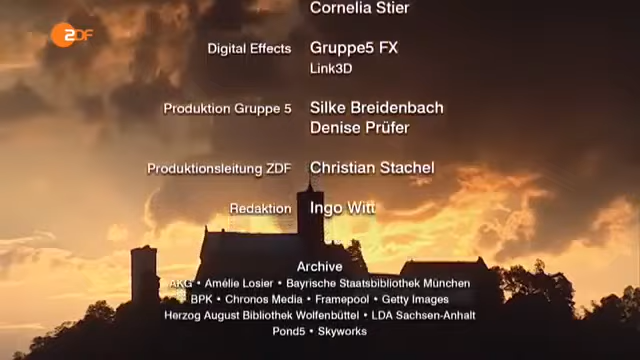 Cornelia Stier
ZDF
Digital Effects Gruppe5 FX
Link3D
Produktion Gruppe 5 Silke Breidenbach
Denise Prüfer
Produktionsleitung ZDF Christian Stachel
Redaktion Ingo Witt
Archive
AKG • Amélie Losier • Bayrische Staatsbibliothek München
BPK • Chronos Media • Framepool • Getty Images
Herzog August Bibliothek Wolfenbüttel • LDA Sachsen-Anhalt
Pond5 • Skyworks